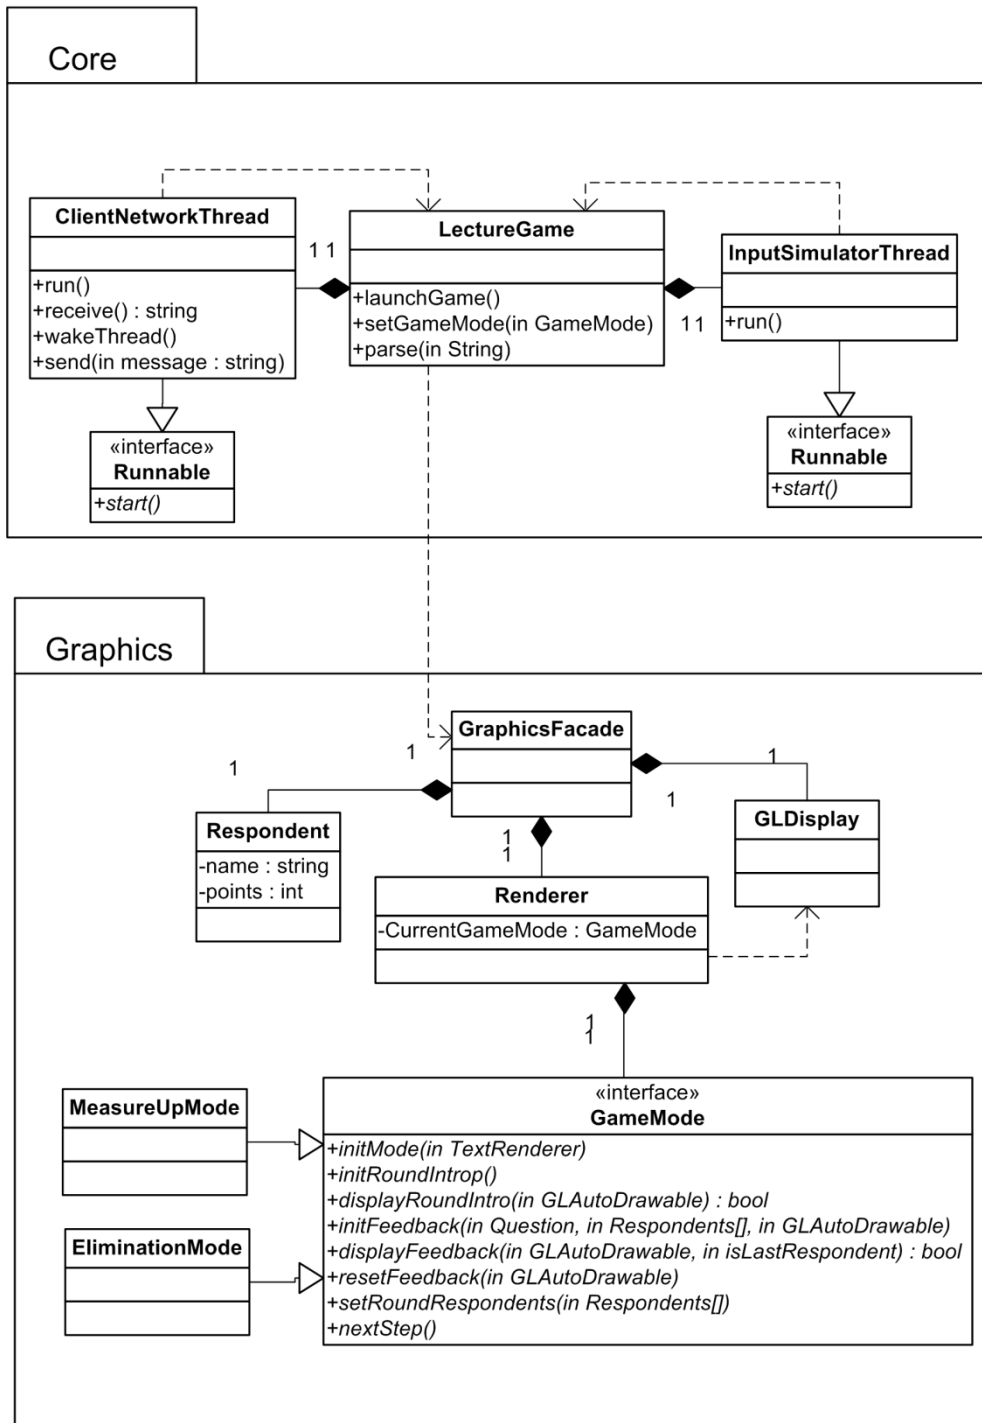 Core
ClientNetworkThread
+run()
+receive() : string
+wakeThread()
+send(in message : string)
1 1
LectureGame
+launchGame()
+setGameMode(in GameMode)
+parse(in String)
11
InputSimulatorThread
+run()
«interface»
Runnable
+start()
«interface»
Runnable
+start()
Graphics
GraphicsFacade
1
1
1
1
Respondent
-name : string
-points : int
1
1
Renderer
-CurrentGameMode : GameMode
GLDisplay
1
1
MeasureUpMode
EliminationMode
«interface»
GameMode
+initMode(in TextRenderer)
+initRoundIntrop()
+displayRoundIntro(in GLAutoDrawable) : bool
+initFeedback(in Question, in Respondents[], in GLAutoDrawable)
+displayFeedback(in GLAutoDrawable, in isLastRespondent) : bool
+resetFeedback(in GLAutoDrawable)
+setRoundRespondents(in Respondents[])
+nextStep()